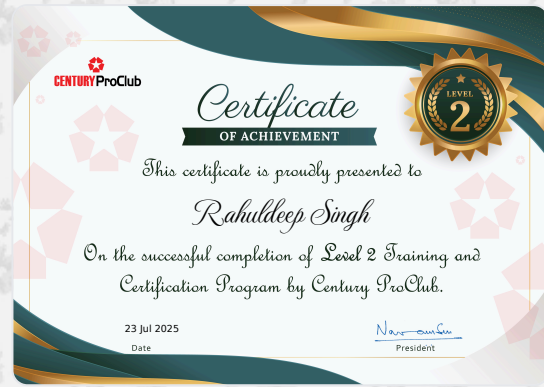 CENTURY ProClub
Certificate
OF ACHIEVEMENT
LEVEL
2
This certificate is proudly presented to
Rahuldeep Singh
On the successful completion of Level 2 Training and
Certification Program by Century ProClub.
23 Jul 2025
Date
President